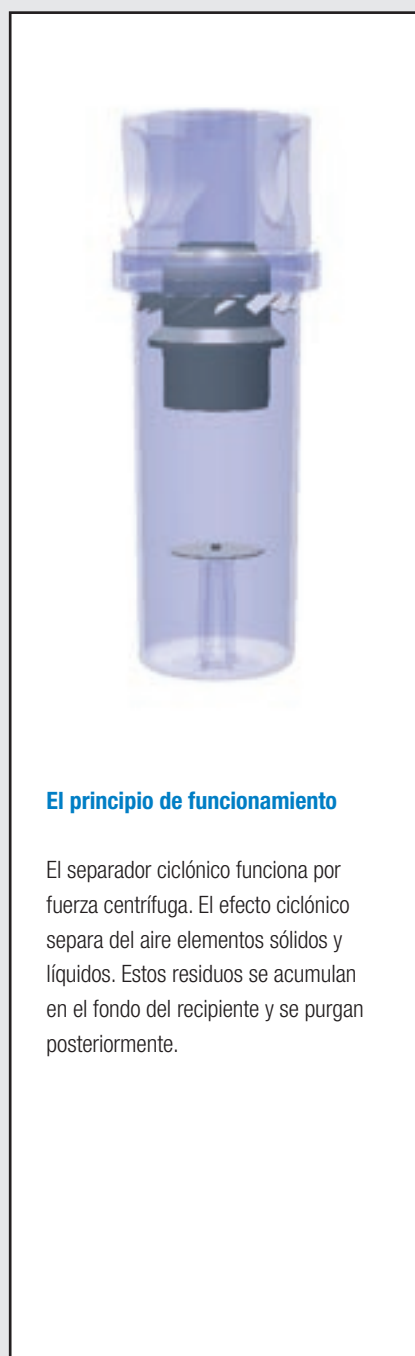 El principio de funcionamiento
El separador ciclónico funciona por
fuerza centrífuga. El efecto ciclónico
separa del aire elementos sólidos y
líquidos. Estos residuos se acumulan
en el fondo del recipiente y se purgan
posteriormente.